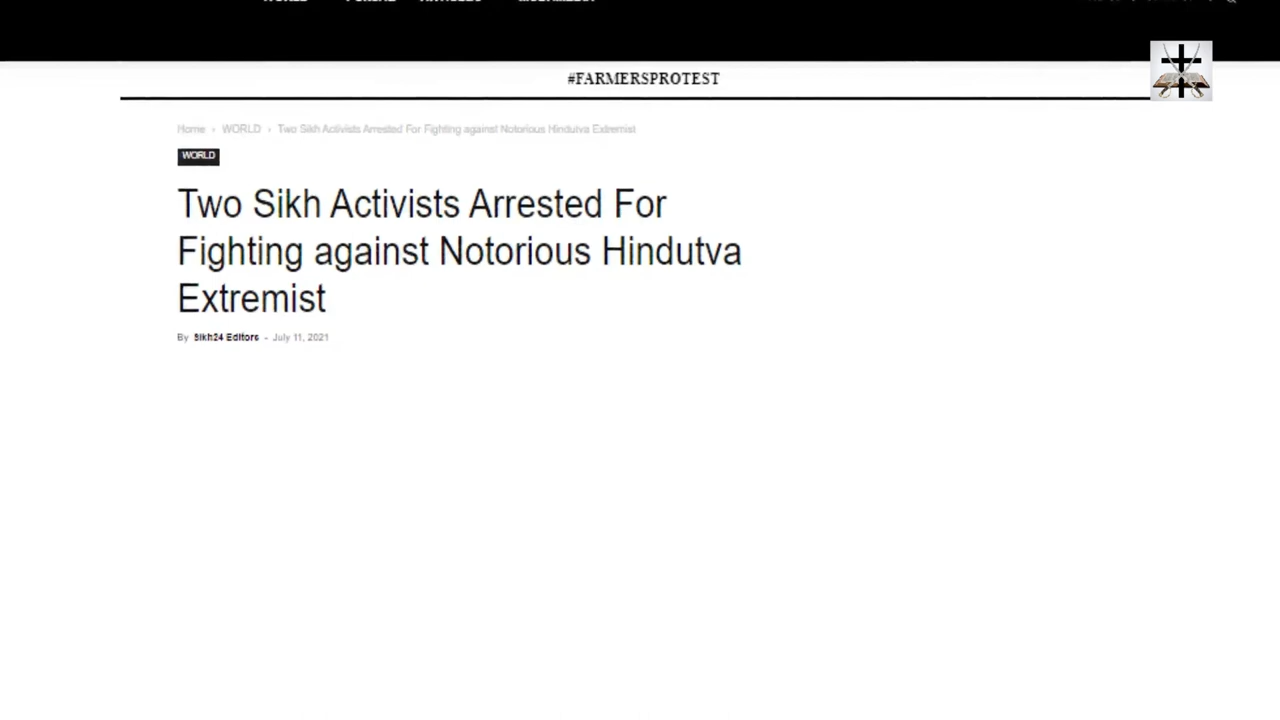 #FARMERSPROTEST
Home › WORLD › Two Sikh Activists Arrested For Fighting against Notorious Hindutva Extremist
WORLD
Two Sikh Activists Arrested For
Fighting against Notorious Hindutva
Extremist
By Sikh24 Editors - July 11, 2021